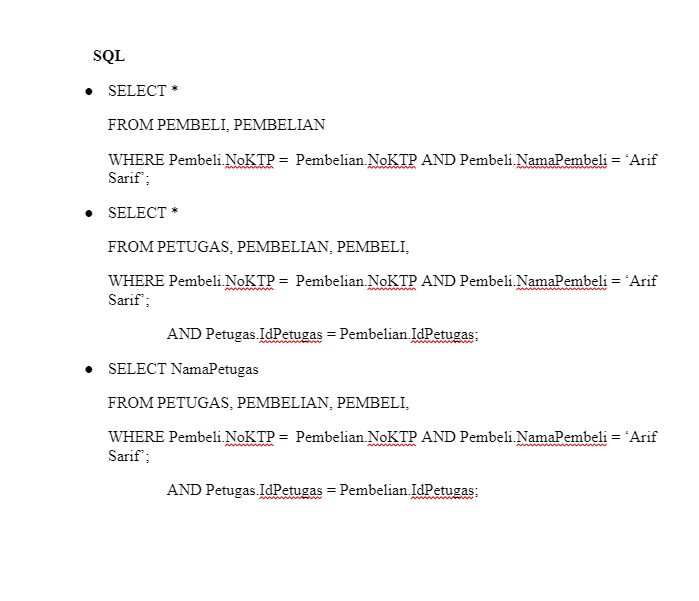 SQL
● SELECT *
FROM PEMBELI, PEMBELIAN
WHERE Pembeli.NoKTP =  Pembelian.NoKTP AND Pembeli.NamaPembeli = ‘Arif
Sarif’;
● SELECT *
FROM PETUGAS, PEMBELIAN, PEMBELI,
WHERE Pembeli.NoKTP =  Pembelian.NoKTP AND Pembeli.NamaPembeli = ‘Arif
Sarif’;
AND Petugas.IdPetugas = Pembelian.IdPetugas;
● SELECT NamaPetugas
FROM PETUGAS, PEMBELIAN, PEMBELI,
WHERE Pembeli.NoKTP =  Pembelian.NoKTP AND Pembeli.NamaPembeli = ‘Arif
Sarif’;
AND Petugas.IdPetugas = Pembelian.IdPetugas;